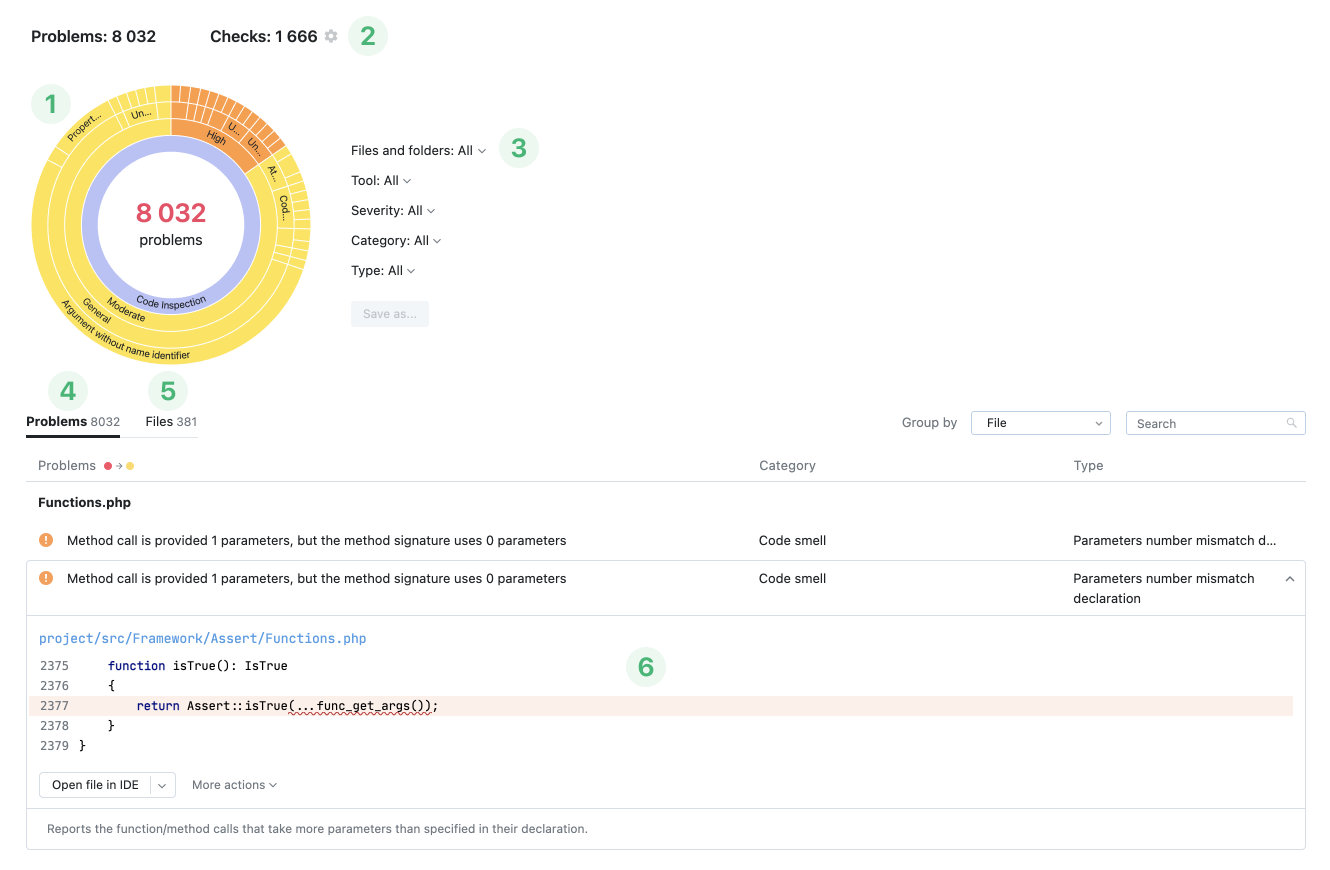 Problems: 8 032
Checks: 1 666
2
1
Propert...
Un...
High
U...
Un...
At...
Cod...
8 032
problems
Code Inspection
Moderate
General
Argument without name identifier
3
Files and folders: All
Tool: All
Severity: All
Category: All
Type: All
Save as...
4
5
Problems 8032
Files 381
Group by
File
Search
Problems
Category
Type
Functions.php
Method call is provided 1 parameters, but the method signature uses 0 parameters
Code smell
Parameters number mismatch d...
Method call is provided 1 parameters, but the method signature uses 0 parameters
Code smell
Parameters number mismatch
declaration
project/src/Framework/Assert/Functions.php
6
2375 function isTrue(): IsTrue
2376 {
2377 return Assert::isTrue(...func_get_args());
2378 }
2379 }
Open file in IDE
More actions
Reports the function/method calls that take more parameters than specified in their declaration.